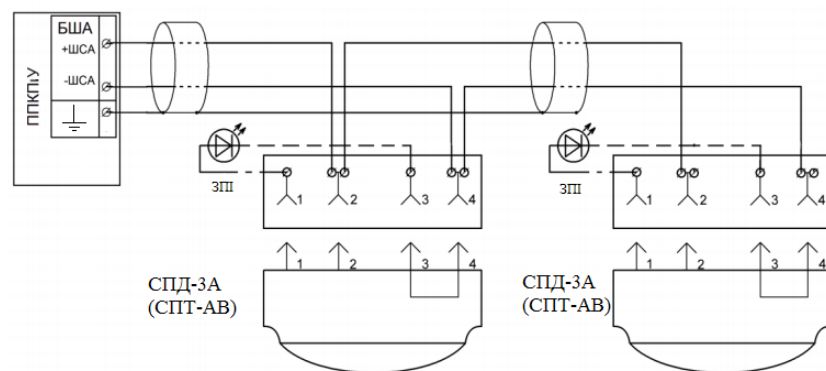 БША
+ШСА
-ШСА
ППКПіУ
ЗПІ
ЗПІ
1 2 3 4
1 2 3 4
1 2 3 4
1 2 3 4
СПД-3А
(СПТ-АВ)
СПД-3А
(СПТ-АВ)